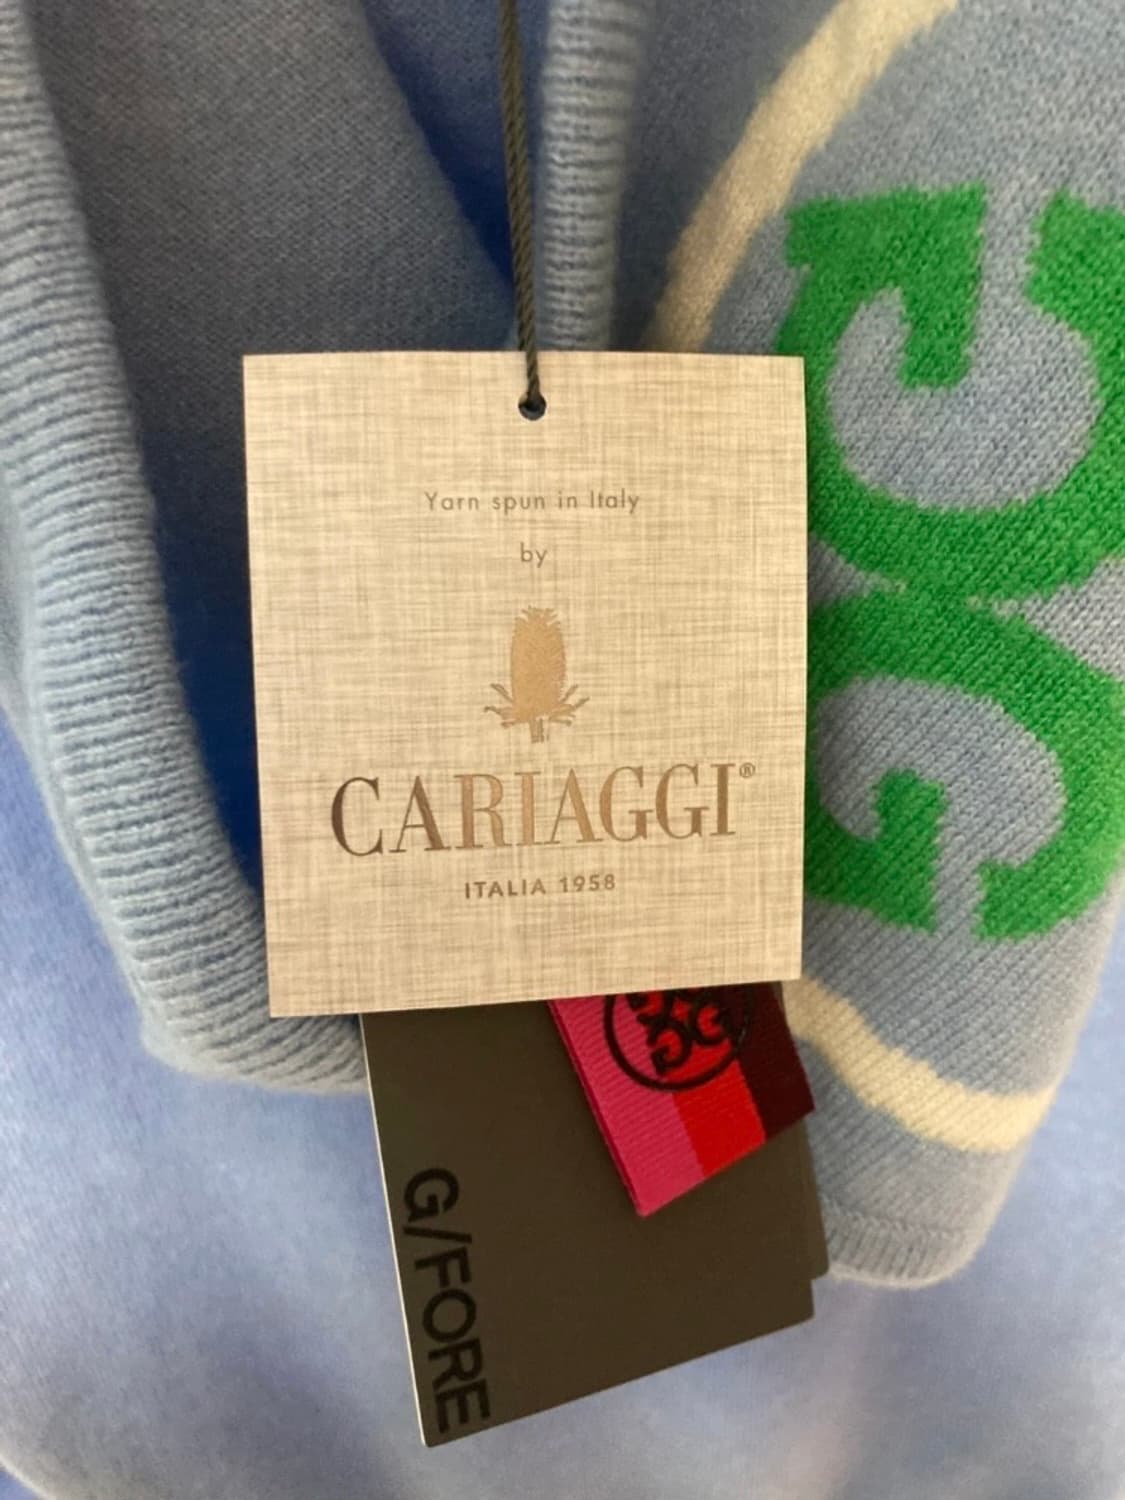 Yarn spun in Italy
by
CARIAGGI®
ITALIA 1958
G/FORE